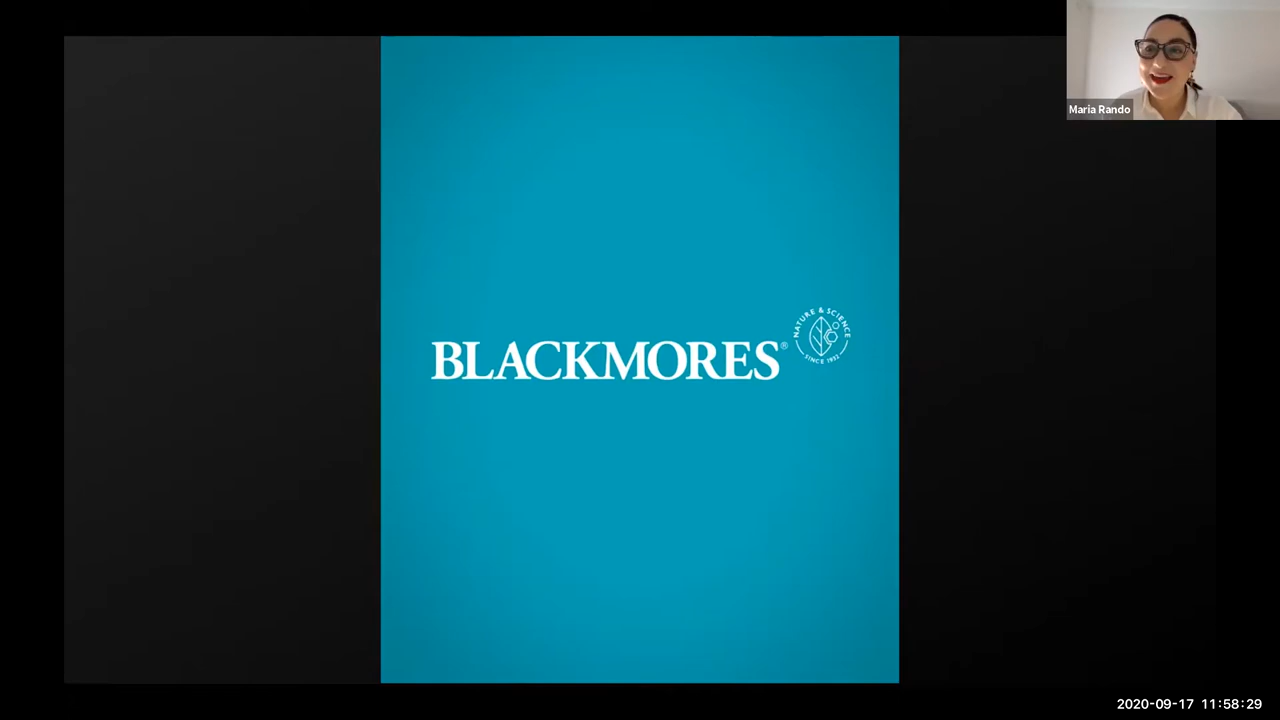 Maria Rando
BLACKMORES®
NATURE & SCIENCE
SINCE 1932
2020-09-17 11:58:29